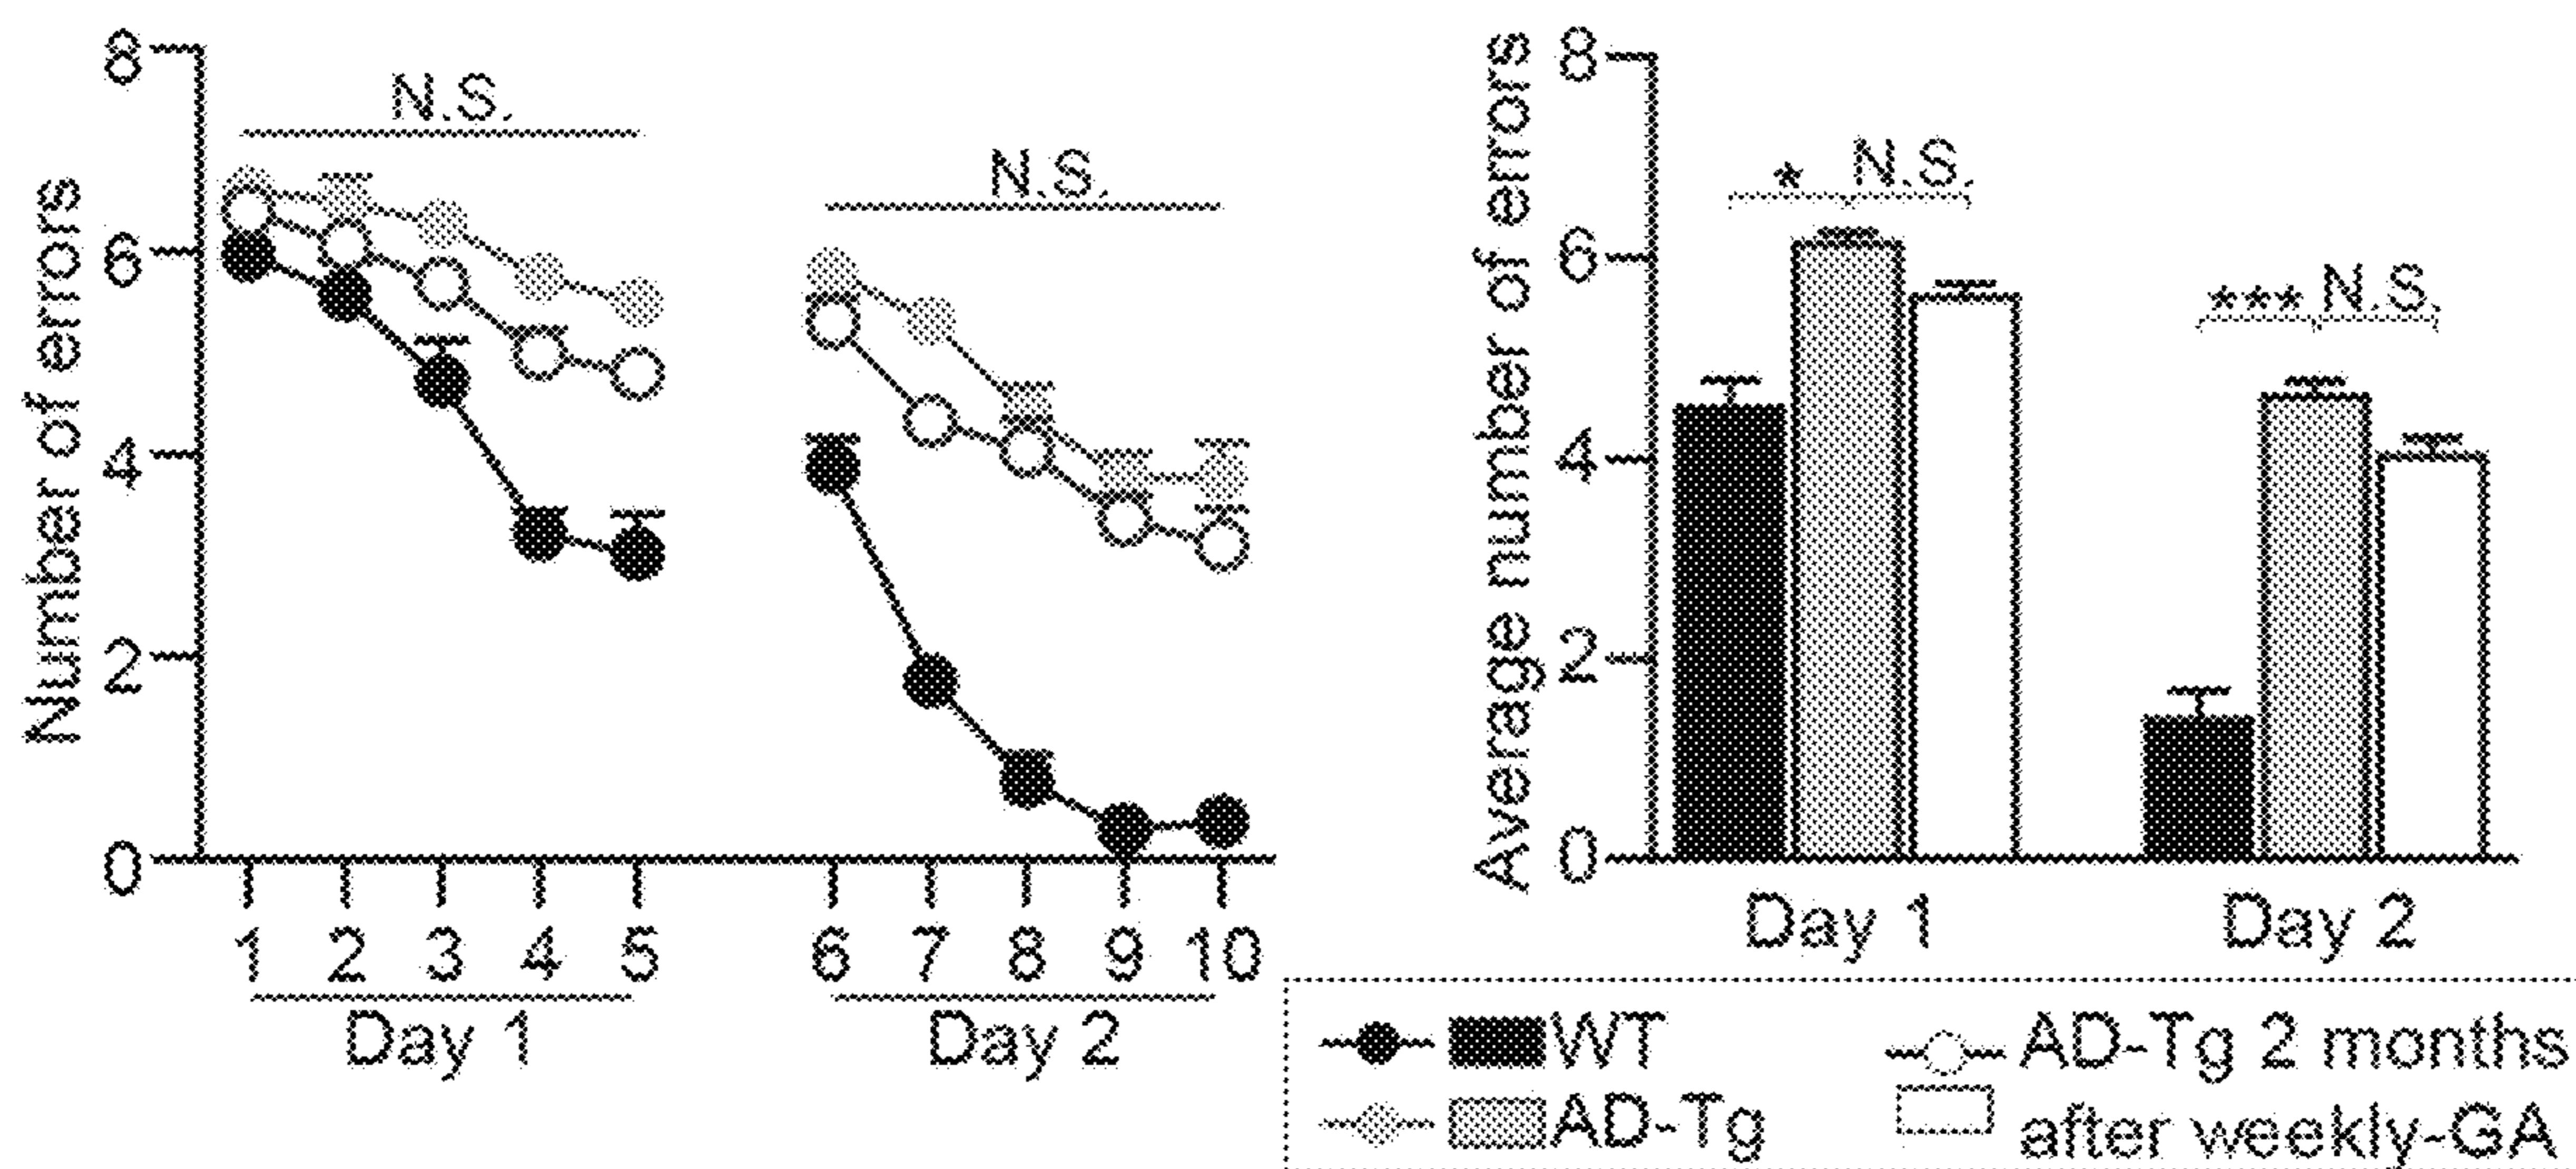 Number of errors
8
6
4
2
0
N.S.
N.S.
1 2 3 4 5 6 7 8 9 10
Day 1 Day 2
Average number of errors
8
6
4
2
0
* N.S.
*** N.S.
Day 1 Day 2
WT
AD-Tg
AD-Tg 2 months
after weekly-GA